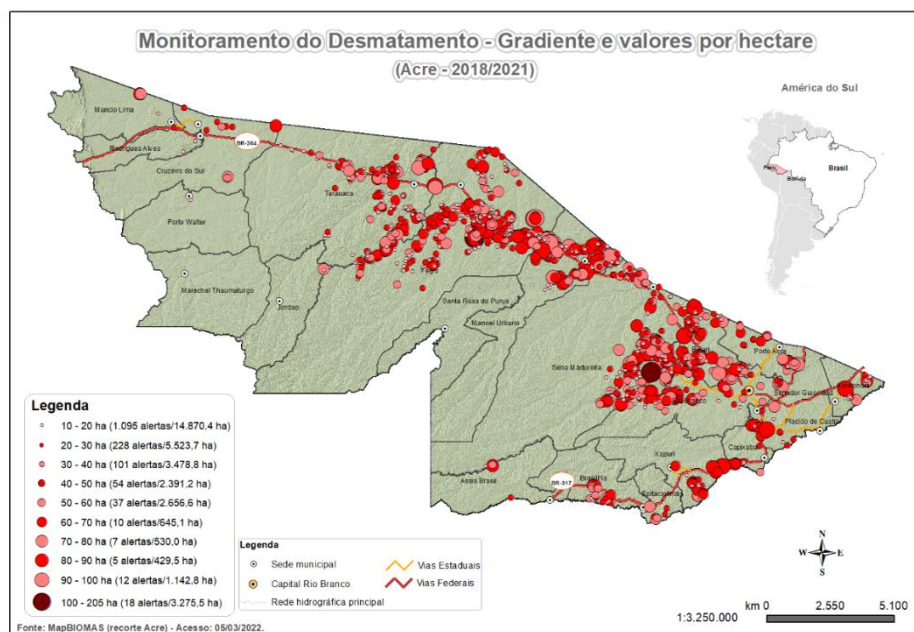 Monitoramento do Desmatamento - Gradiente e valores por hectare
(Acre - 2018/2021)
América do Sul
Brasil
Peru
Bolívia
Mancio Lima
Rodrigues Alves
BR-364
Cruzeiro do Sul
Tarauacá
Porto Walter
Marechal Thaumaturgo
Jordão
Feijó
Santa Rosa do Purus
Manoel Urbano
Sena Madureira
Bujari
Porto Acre
Rio Branco
Senador Guiomard
Acrelândia
Plácido de Castro
Capixaba
Xapuri
Assis Brasil
BR-317
Brasiléia
Epitaciolândia
Legenda
10 - 20 ha (1.095 alertas/14.870,4 ha)
20 - 30 ha (228 alertas/5.523,7 ha)
30 - 40 ha (101 alertas/3.478,8 ha)
40 - 50 ha (54 alertas/2.391,2 ha)
50 - 60 ha (37 alertas/2.656,6 ha)
60 - 70 ha (10 alertas/645,1 ha)
70 - 80 ha (7 alertas/530,0 ha)
80 - 90 ha (5 alertas/429,5 ha)
90 - 100 ha (12 alertas/1.142,8 ha)
100 - 205 ha (18 alertas/3.275,5 ha)
Legenda
Sede municipal
Capital Rio Branco
Rede hidrográfica principal
Vias Estaduais
Vias Federais
N
W
E
S
1:3.250.000
km 0 2.550 5.100
Fonte: MapBIOMAS (recorte Acre) - Acesso: 05/03/2022.